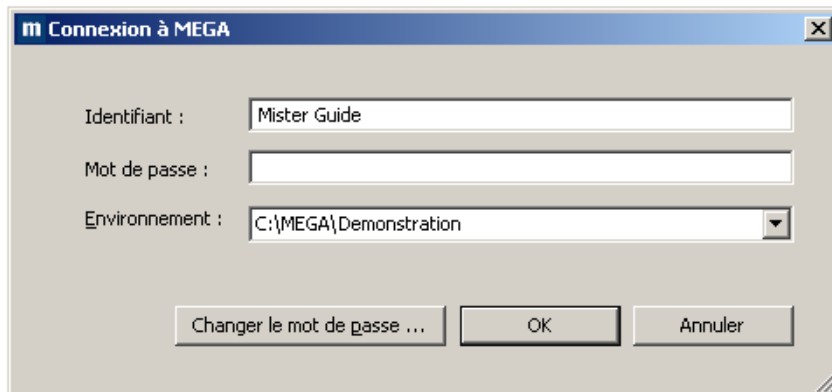 m Connexion à MEGA
Identifiant : Mister Guide
Mot de passe :
Environnement : C:\MEGA\Demonstration
Changer le mot de passe ... OK Annuler